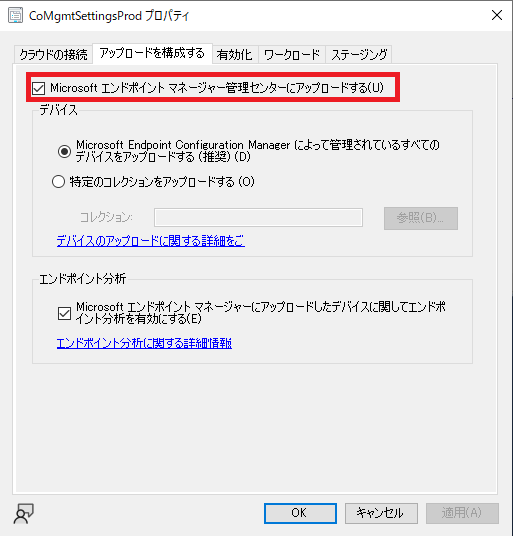 CoMgmtSettingsProd プロパティ
クラウドの接続 アップロードを構成する 有効化 ワークロード ステージング
Microsoft エンドポイント マネージャー管理センターにアップロードする(U)
デバイス
Microsoft Endpoint Configuration Manager によって管理されているすべての
デバイスをアップロードする (推奨) (D)
特定のコレクションをアップロードする (O)
コレクション:
参照(B)...
デバイスのアップロードに関する詳細をご
エンドポイント分析
Microsoft エンドポイント マネージャーにアップロードしたデバイスに関してエンドポ
イント分析を有効にする(E)
エンドポイント分析に関する詳細情報
OK キャンセル 適用(A)